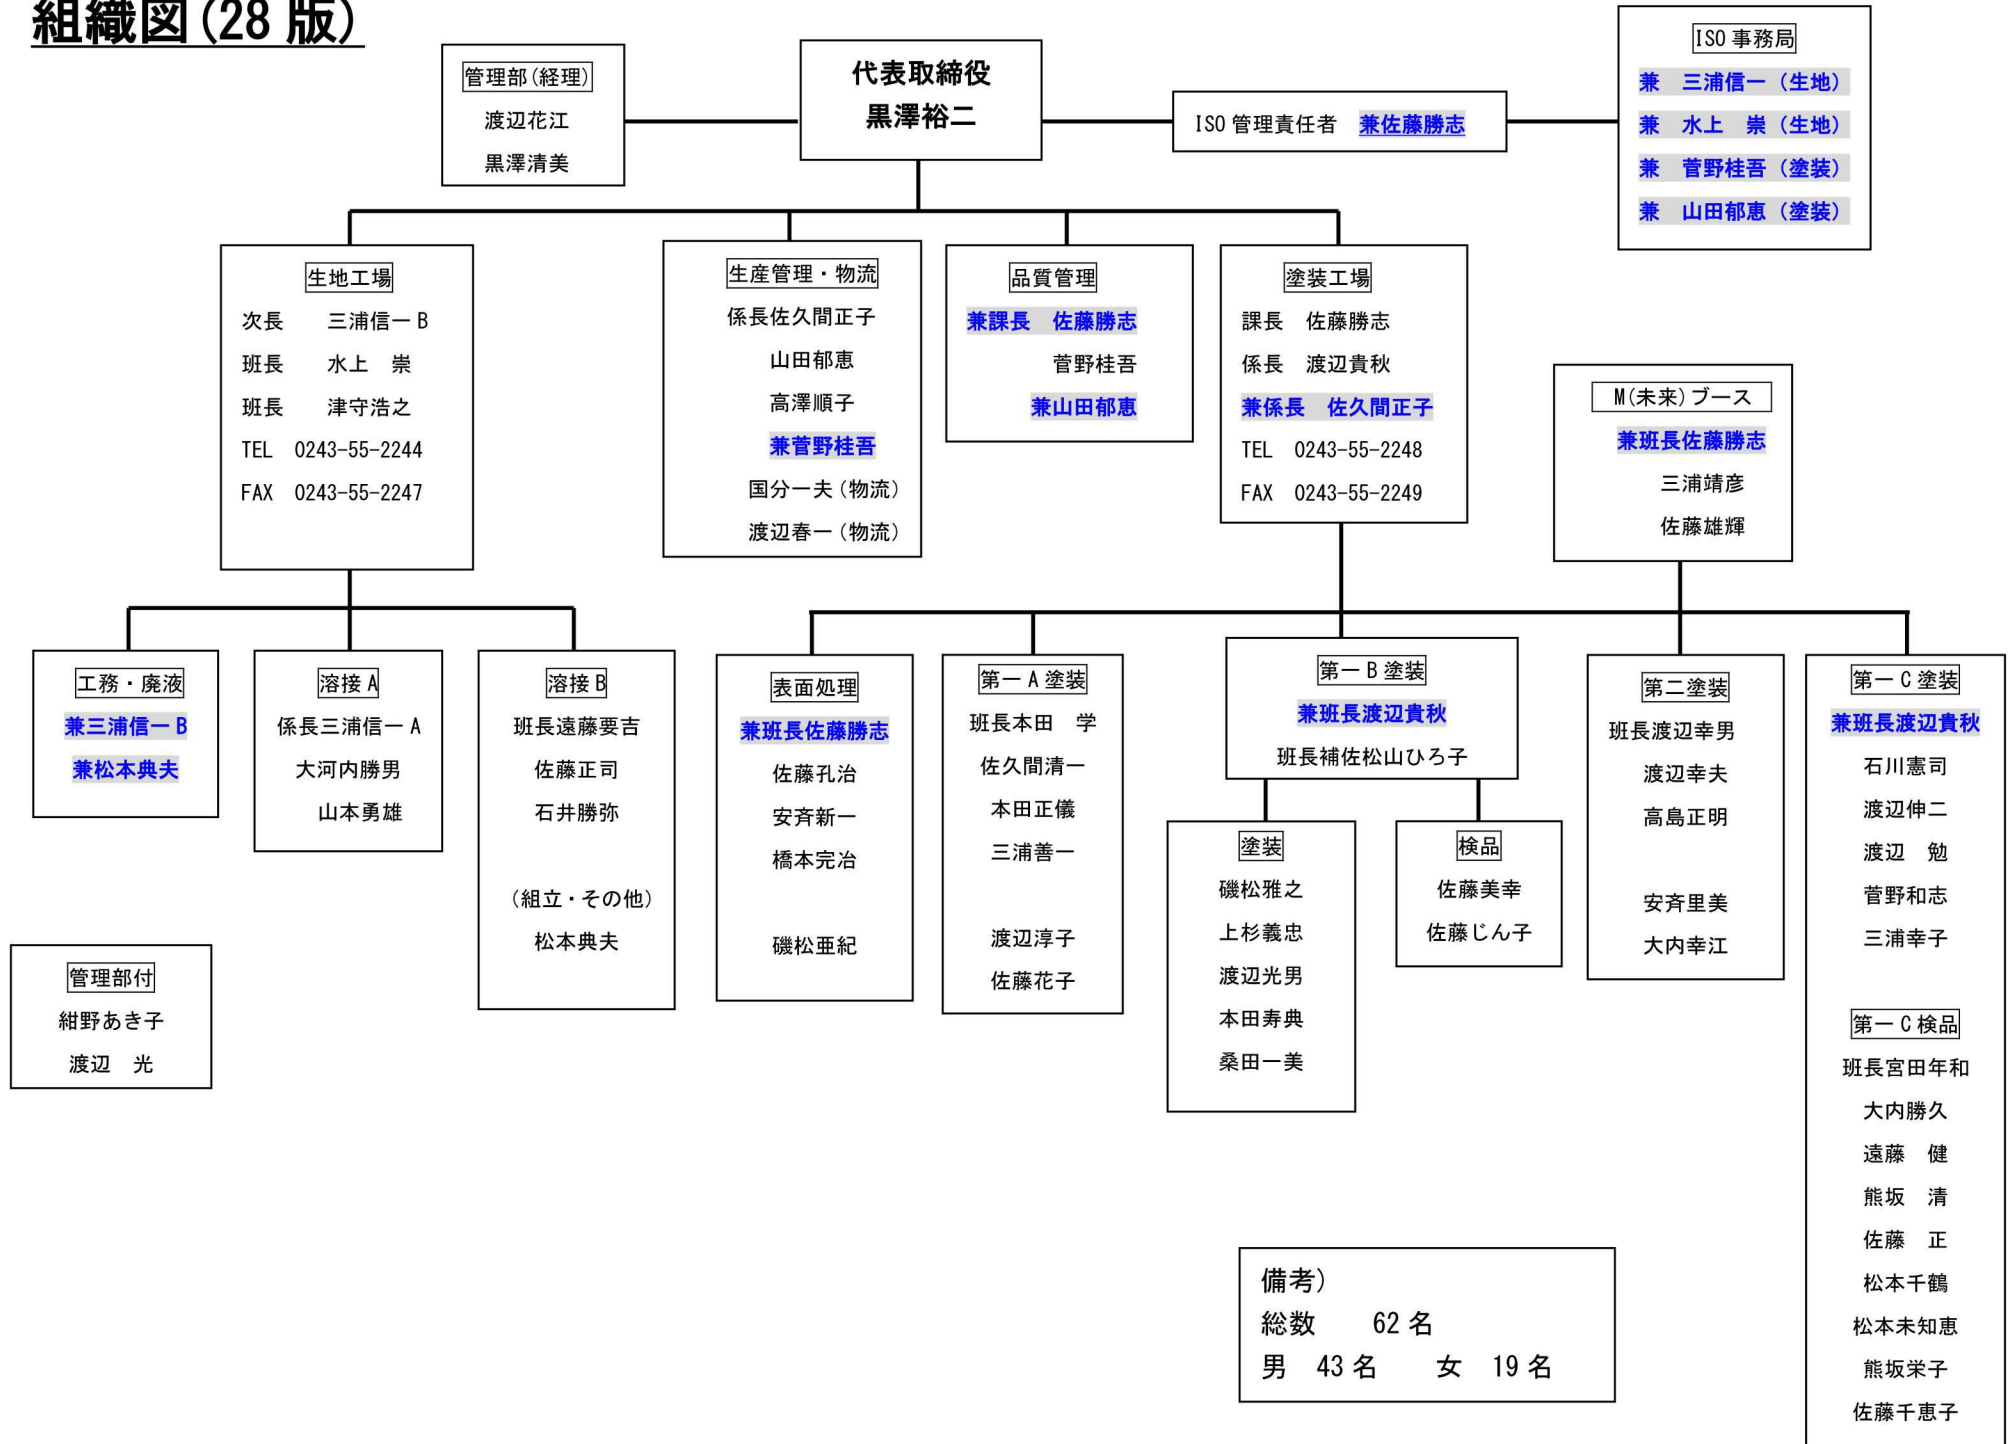 組織図(28 版)
管理部(経理)
渡辺花江
黒澤清美
代表取締役
黒澤裕二
ISO 管理責任者　兼佐藤勝志
ISO 事務局
兼　三浦信一（生地）
兼　水上　崇（生地）
兼　菅野桂吾（塗装）
兼　山田郁恵（塗装）
生地工場
次長　　三浦信一 B
班長　　水上　崇
班長　　津守浩之
TEL　0243-55-2244
FAX　0243-55-2247
生産管理・物流
係長佐久間正子
山田郁恵
高澤順子
兼菅野桂吾
国分一夫（物流）
渡辺春一（物流）
品質管理
兼課長　佐藤勝志
菅野桂吾
兼山田郁恵
塗装工場
課長　佐藤勝志
係長　渡辺貴秋
兼係長　佐久間正子
TEL　0243-55-2248
FAX　0243-55-2249
M(未来)ブース
兼班長佐藤勝志
三浦靖彦
佐藤雄輝
工務・廃液
兼三浦信一 B
兼松本典夫
溶接 A
係長三浦信一 A
大河内勝男
山本勇雄
溶接 B
班長遠藤要吉
佐藤正司
石井勝弥
（組立・その他）
松本典夫
表面処理
兼班長佐藤勝志
佐藤孔治
安斉新一
橋本完冶
磯松亜紀
第一 A 塗装
班長本田　学
佐久間清一
本田正儀
三浦善一
渡辺淳子
佐藤花子
第一 B 塗装
兼班長渡辺貴秋
班長補佐松山ひろ子
塗装
磯松雅之
上杉義忠
渡辺光男
本田寿典
桑田一美
検品
佐藤美幸
佐藤じん子
第二塗装
班長渡辺幸男
渡辺幸夫
高島正明
安斉里美
大内幸江
第一 C 塗装
兼班長渡辺貴秋
石川憲司
渡辺伸二
渡辺　勉
菅野和志
三浦幸子
第一 C 検品
班長宮田年和
大内勝久
遠藤　健
熊坂　清
佐藤　正
松本千鶴
松本未知恵
熊坂栄子
佐藤千恵子
管理部付
紺野あき子
渡辺　光
備考）
総数　　62 名
男　43 名　　女　19 名